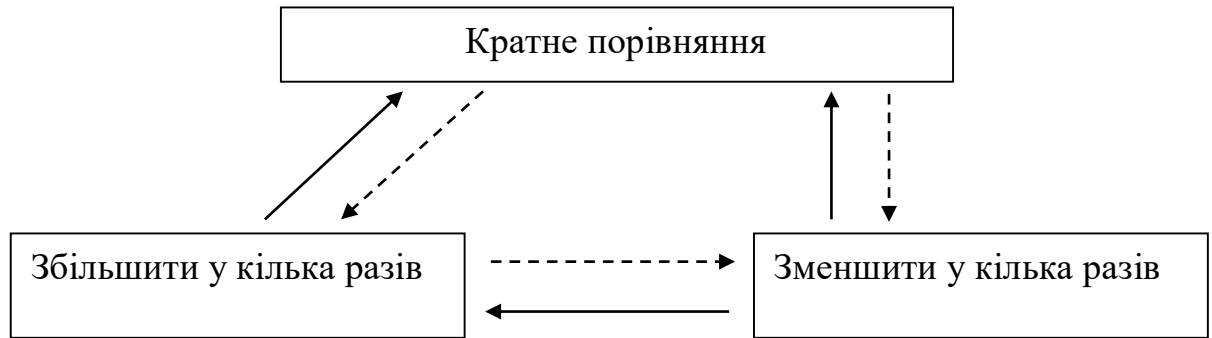 Кратне порівняння
Збільшити у кілька разів
Зменшити у кілька разів